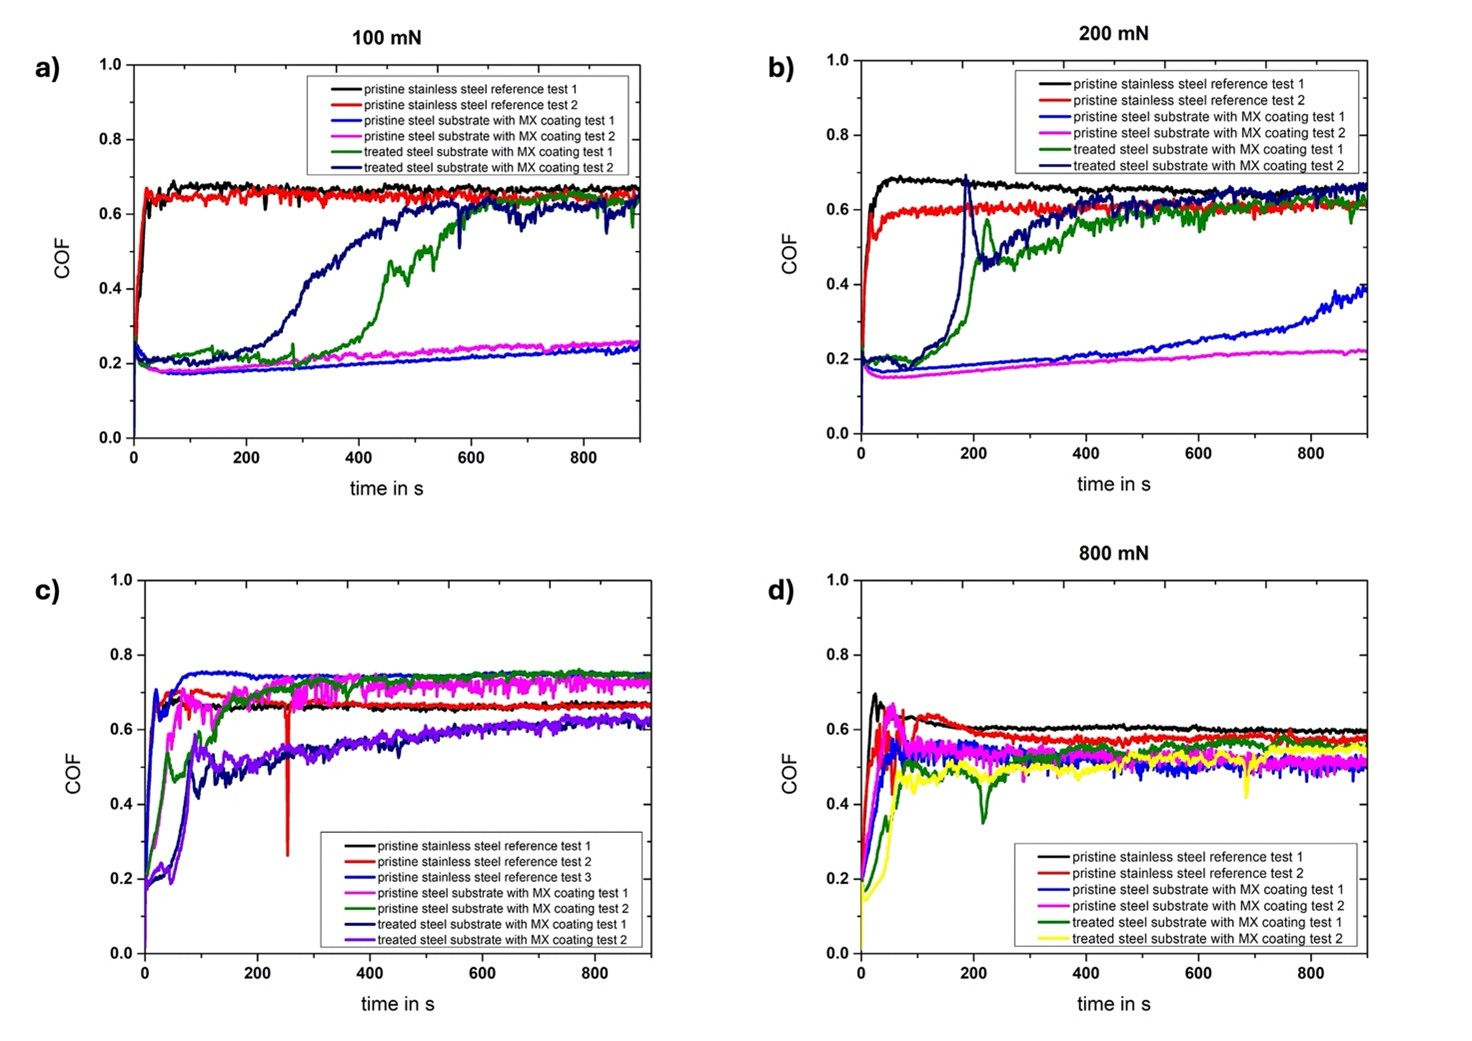 a)
100 mN
1.0
0.8
0.6
0.4
0.2
0.0
COF
pristine stainless steel reference test 1
pristine stainless steel reference test 2
pristine steel substrate with MX coating test 1
pristine steel substrate with MX coating test 2
treated steel substrate with MX coating test 1
treated steel substrate with MX coating test 2
0 200 400 600 800
time in s
b)
200 mN
1.0
0.8
0.6
0.4
0.2
0.0
COF
pristine stainless steel reference test 1
pristine stainless steel reference test 2
pristine steel substrate with MX coating test 1
pristine steel substrate with MX coating test 2
treated steel substrate with MX coating test 1
treated steel substrate with MX coating test 2
0 200 400 600 800
time in s
c)
1.0
0.8
0.6
0.4
0.2
0.0
COF
pristine stainless steel reference test 1
pristine stainless steel reference test 2
pristine stainless steel reference test 3
pristine steel substrate with MX coating test 1
pristine steel substrate with MX coating test 2
treated steel substrate with MX coating test 1
treated steel substrate with MX coating test 2
0 200 400 600 800
time in s
d)
800 mN
1.0
0.8
0.6
0.4
0.2
0.0
COF
pristine stainless steel reference test 1
pristine stainless steel reference test 2
pristine steel substrate with MX coating test 1
pristine steel substrate with MX coating test 2
treated steel substrate with MX coating test 1
treated steel substrate with MX coating test 2
0 200 400 600 800
time in s